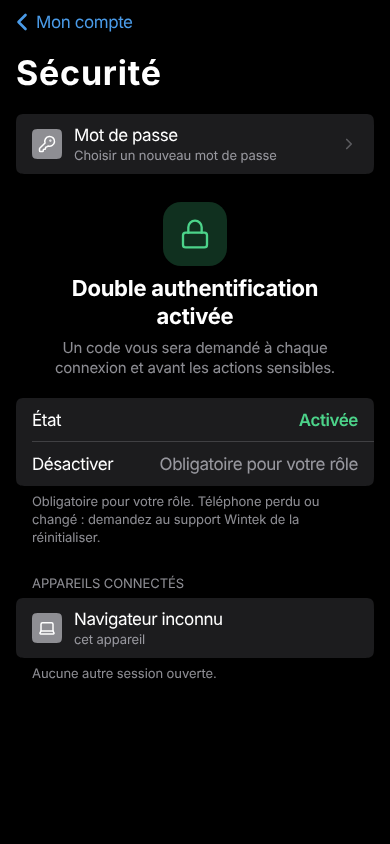 Mon compte
Sécurité
Mot de passe
Choisir un nouveau mot de passe
Double authentification
activée
Un code vous sera demandé à chaque
connexion et avant les actions sensibles.
État Activée
Désactiver Obligatoire pour votre rôle
Obligatoire pour votre rôle. Téléphone perdu ou
changé : demandez au support Wintek de la
réinitialiser.
APPAREILS CONNECTÉS
Navigateur inconnu
cet appareil
Aucune autre session ouverte.